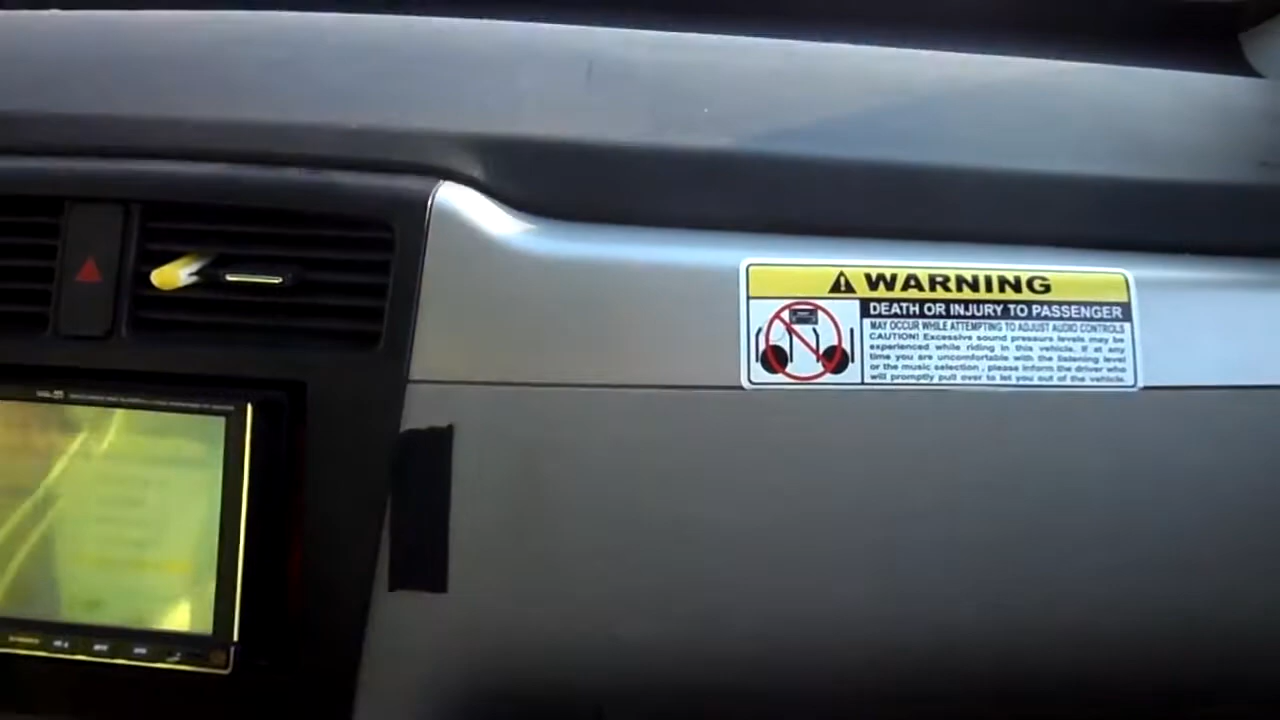 WARNING
DEATH OR INJURY TO PASSENGER
MAY OCCUR WHILE ATTEMPTING TO ADJUST AUDIO CONTROLS
CAUTION! Excessive sound pressure levels may be
experienced while riding in this vehicle. If at any
time you are uncomfortable with the listening level
or the music selection , please inform the driver who
will promptly pull over to let you out of the vehicle.